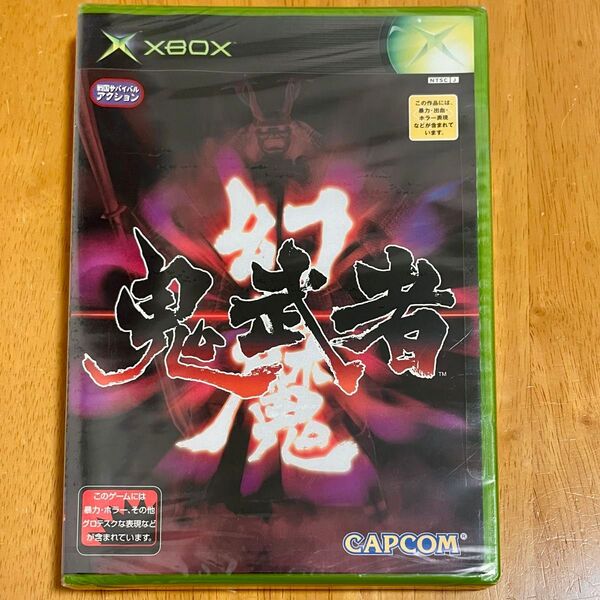 XBOX
NTSC J
戦国サバイバル
アクション
この作品には、
暴力・出血・
ホラー表現
などが含まれて
います。
幻魔
鬼武者
TM
このゲームには
暴力・ホラー、その他
グロテスクな表現など
が含まれています。
CAPCOM®